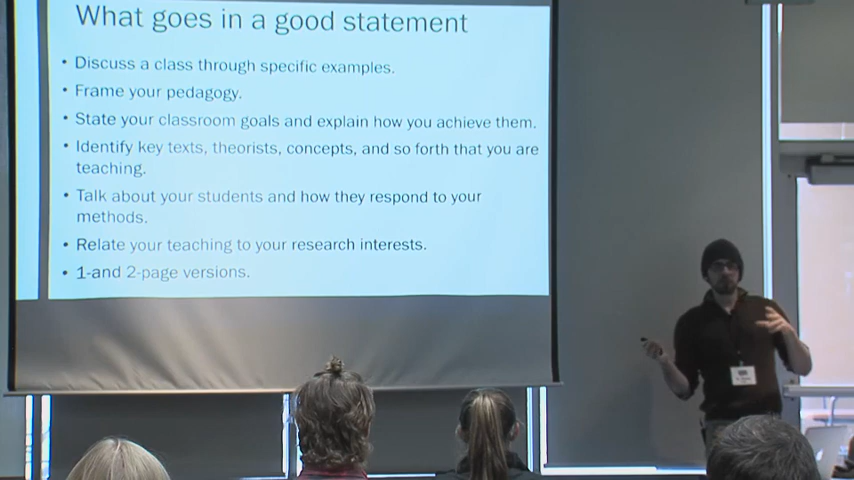 What goes in a good statement
• Discuss a class through specific examples.
• Frame your pedagogy.
• State your classroom goals and explain how you achieve them.
• Identify key texts, theorists, concepts, and so forth that you are
teaching.
• Talk about your students and how they respond to your
methods.
• Relate your teaching to your research interests.
• 1-and 2-page versions.